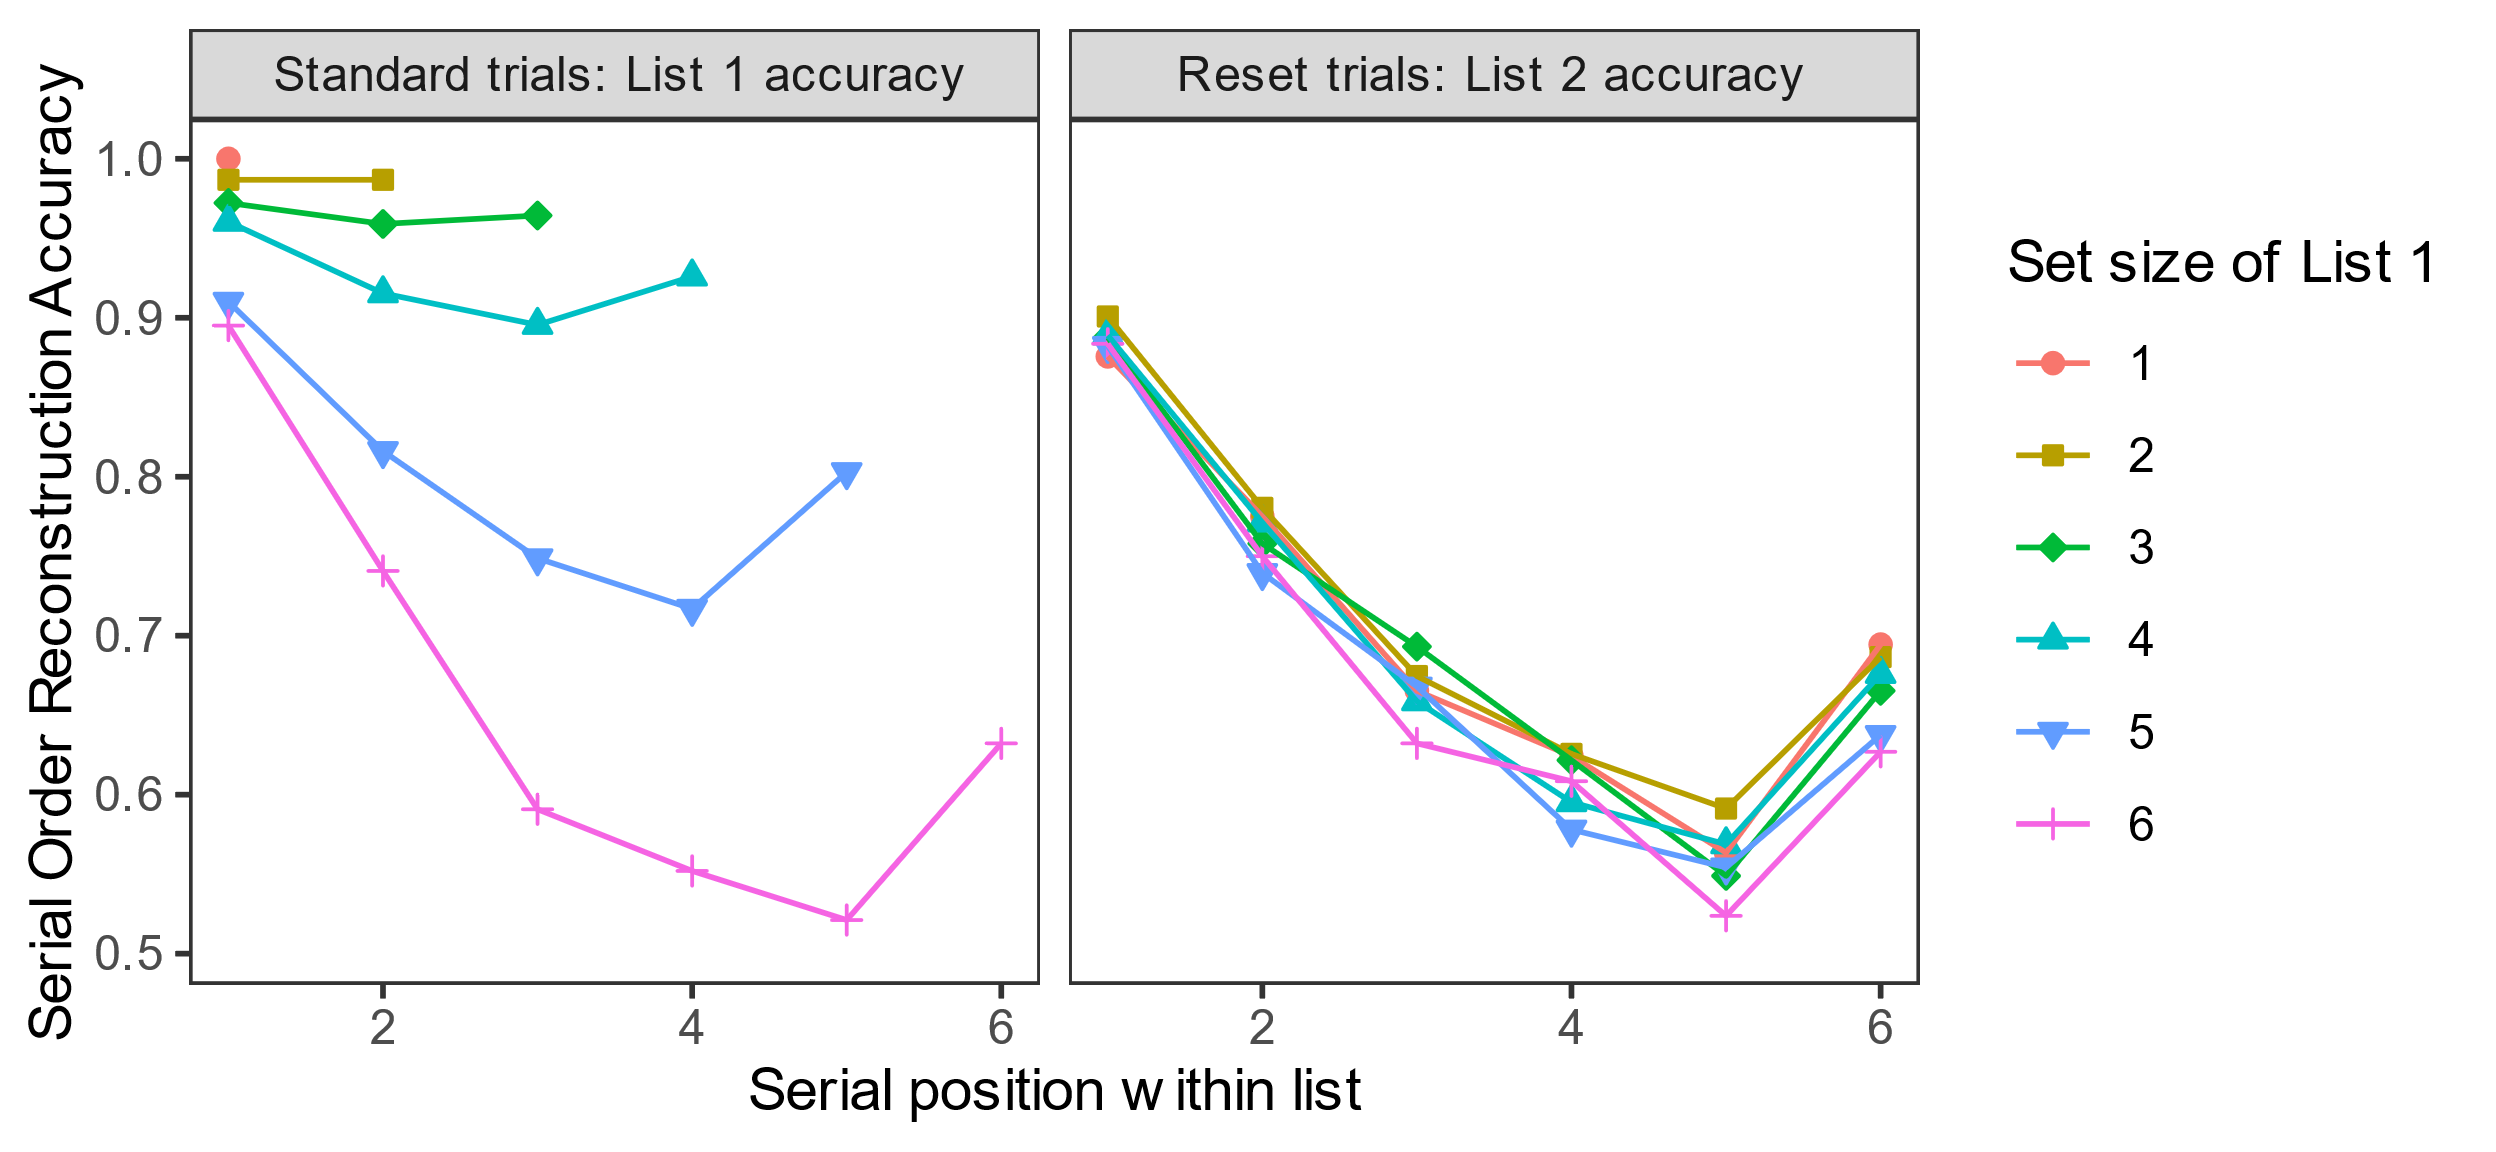 Standard trials: List 1 accuracy
Reset trials: List 2 accuracy
Serial Order Reconstruction Accuracy
1.0
0.9
0.8
0.7
0.6
0.5
2 4 6
2 4 6
Serial position within list
Set size of List 1
1
2
3
4
5
6